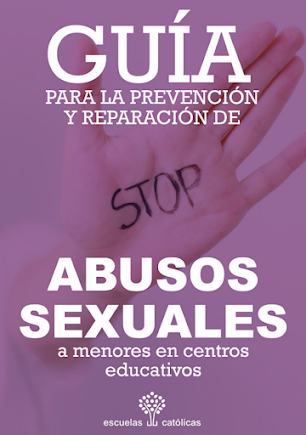 GUÍA
PARA LA PREVENCIÓN
Y REPARACIÓN DE
STOP
ABUSOS
SEXUALES
a menores en centros
educativos
escuelas católicas